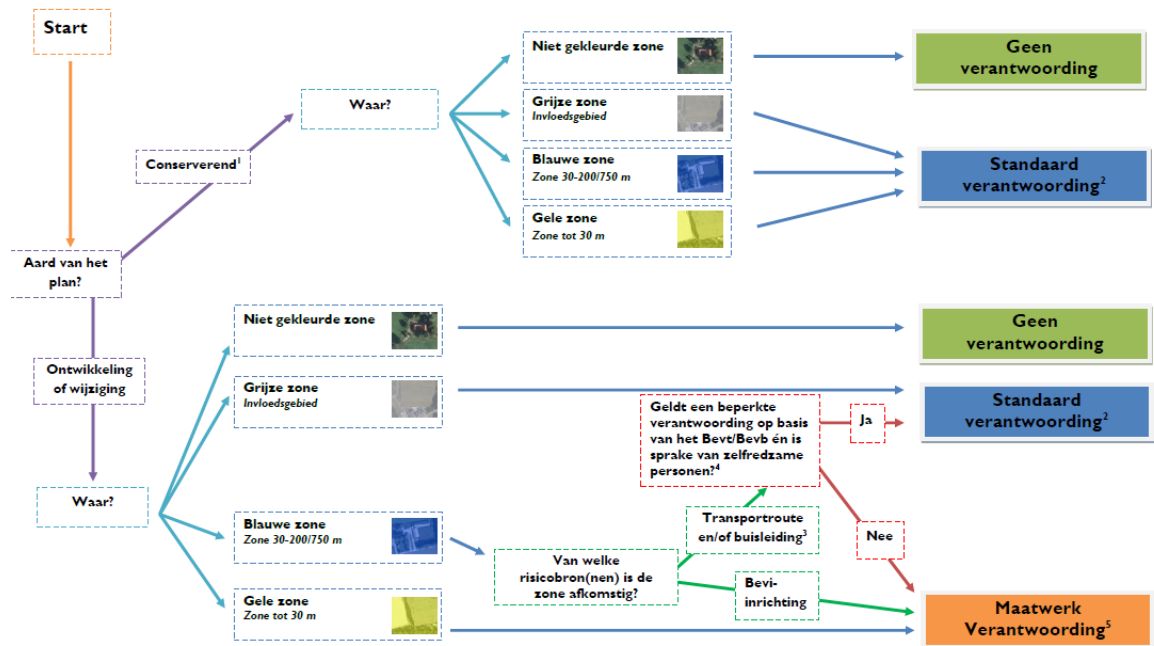 Start
Aard van het
plan?
Conserverend¹
Waar?
Niet gekleurde zone
Grijze zone
Invloedsgebied
Blauwe zone
Zone 30-200/750 m
Gele zone
Zone tot 30 m
Geen
verantwoording
Standaard
verantwoording²
Ontwikkeling
of wijziging
Waar?
Niet gekleurde zone
Grijze zone
Invloedsgebied
Blauwe zone
Zone 30-200/750 m
Gele zone
Zone tot 30 m
Van welke
risicobron(nen) is de
zone afkomstig?
Transportroute
en/of buisleiding³
Bevi-
inrichting
Geldt een beperkte
verantwoording op basis
van het Bevt/Bevb én is
sprake van zelfredzame
personen?⁴
Ja
Nee
Geen
verantwoording
Standaard
verantwoording²
Maatwerk
Verantwoording⁵